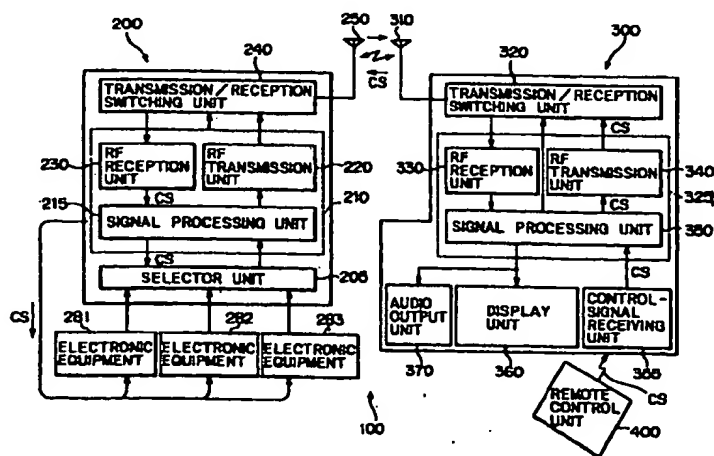 250
310
200
240
320
300
TRANSMISSION/RECEPTION
SWITCHING UNIT
CS
TRANSMISSION/RECEPTION
SWITCHING UNIT
CS
230
RF
RECEPTION
UNIT
RF
TRANSMISSION
UNIT
220
330
RF
RECEPTION
UNIT
RF
TRANSMISSION
UNIT
340
325
215
CS
210
CS
SIGNAL PROCESSING UNIT
SIGNAL PROCESSING UNIT
350
CS
SELECTOR UNIT
205
CS
CS
281
282
283
AUDIO
OUTPUT
UNIT
DISPLAY
UNIT
CONTROL-
SIGNAL
RECEIVING
UNIT
ELECTRONIC
EQUIPMENT
ELECTRONIC
EQUIPMENT
ELECTRONIC
EQUIPMENT
370
360
355
CS
100
REMOTE
CONTROL
UNIT
400